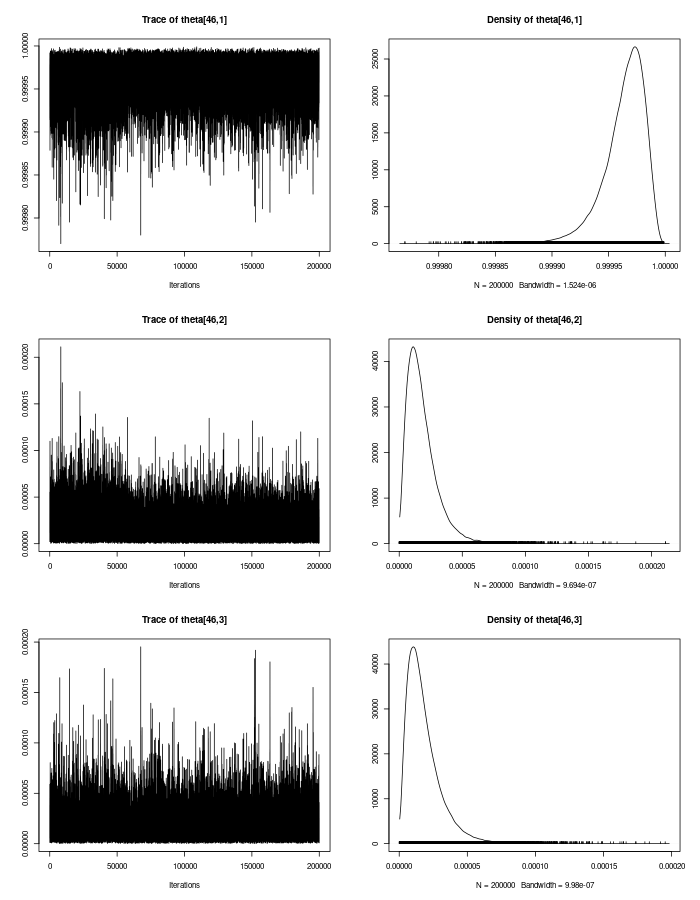 Trace of theta[46,1]
1.00000
0.99995
0.99990
0.99985
0.99980
0 50000 100000 150000 200000
Iterations
Density of theta[46,1]
25000
20000
15000
10000
5000
0
0.99980 0.99985 0.99990 0.99995 1.00000
N = 200000 Bandwidth = 1.524e-06
Trace of theta[46,2]
0.00020
0.00015
0.00010
0.00005
0.00000
0 50000 100000 150000 200000
Iterations
Density of theta[46,2]
40000
30000
20000
10000
0
0.00000 0.00005 0.00010 0.00015 0.00020
N = 200000 Bandwidth = 9.694e-07
Trace of theta[46,3]
0.00020
0.00015
0.00010
0.00005
0.00000
0 50000 100000 150000 200000
Iterations
Density of theta[46,3]
40000
30000
20000
10000
0
0.00000 0.00005 0.00010 0.00015 0.00020
N = 200000 Bandwidth = 9.98e-07